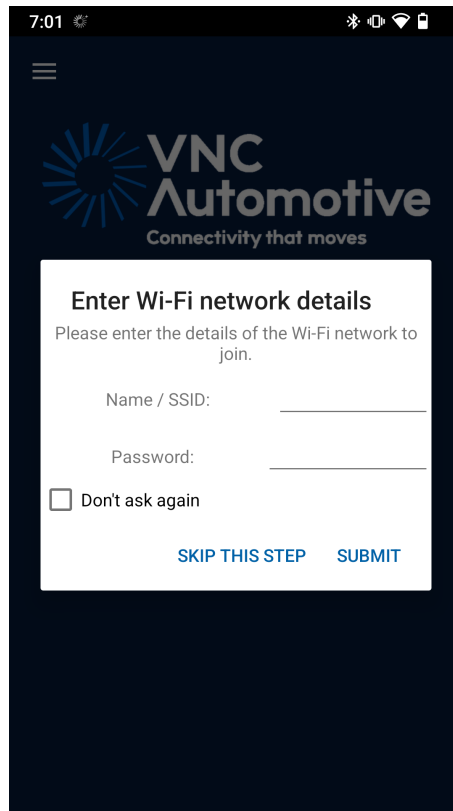 7:01
VNC
Automotive
Connectivity that moves
Enter Wi-Fi network details
Please enter the details of the Wi-Fi network to
join.
Name / SSID:
Password:
Don't ask again
SKIP THIS STEP SUBMIT